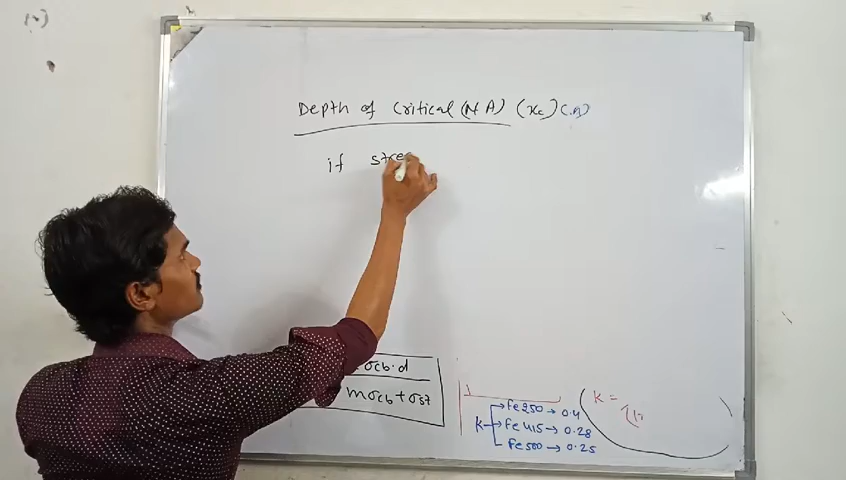 Depth of Critical (N A) (xc)
if stre
σcb.d
mσcb + σst
K → Fe250 → 0.4
→ Fe415 → 0.28
→ Fe500 → 0.25
K =